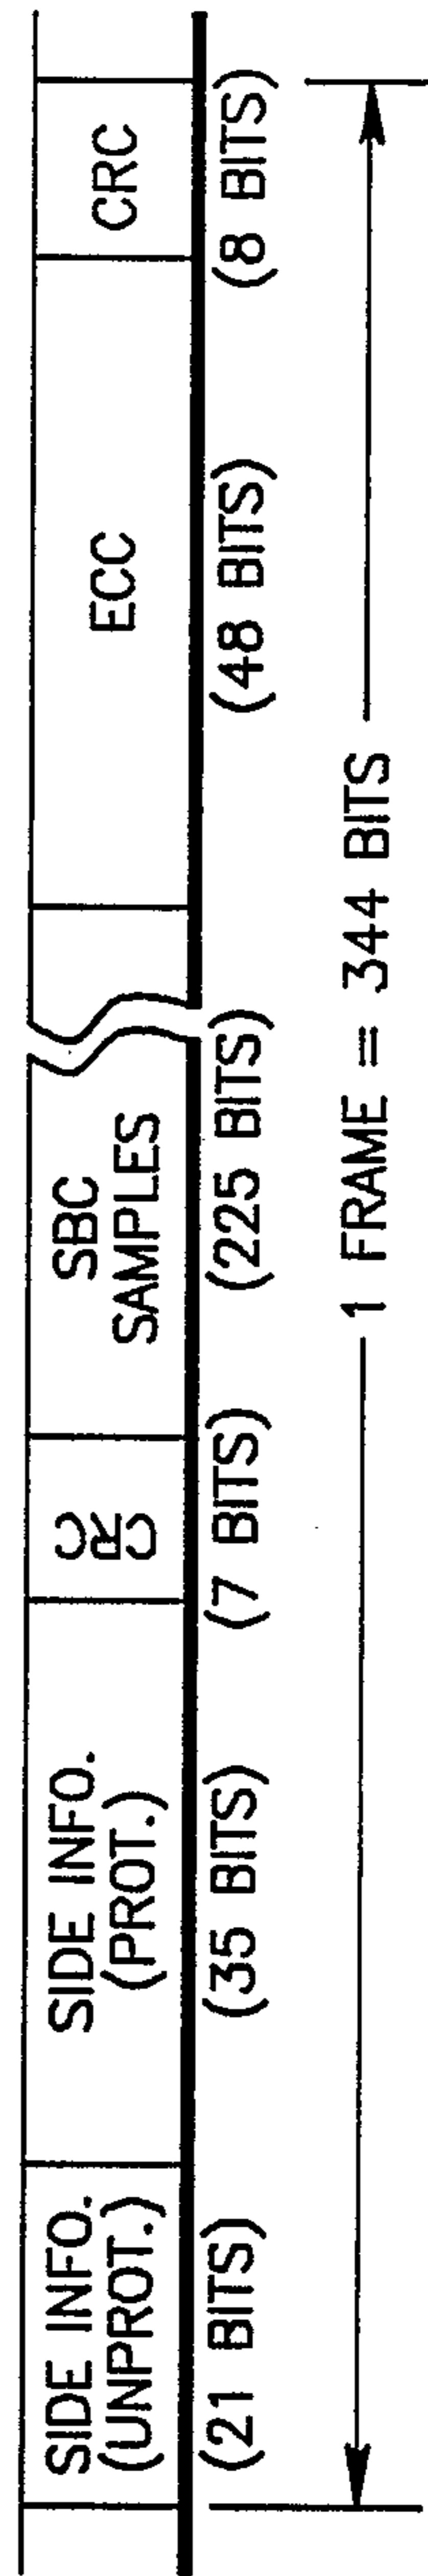 SIDE INFO.
(UNPROT.)
(21 BITS)
SIDE INFO.
(PROT.)
(35 BITS)
CRC
(7 BITS)
SBC
SAMPLES
(225 BITS)
ECC
(48 BITS)
CRC
(8 BITS)
1 FRAME = 344 BITS